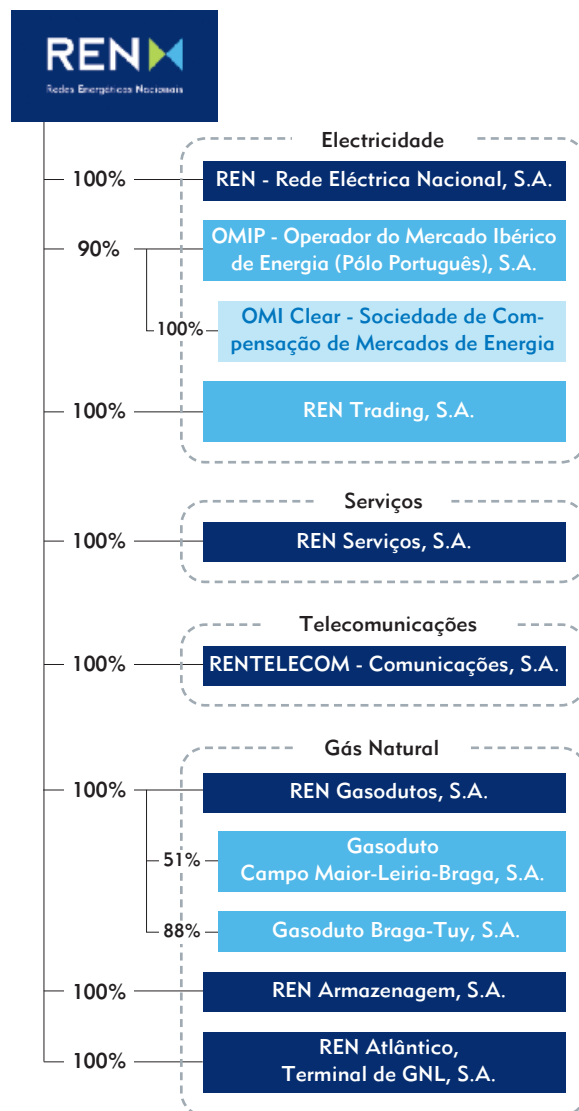 REN
Redes Energéticas Nacionais
Electricidade
100%
REN - Rede Eléctrica Nacional, S.A.
90%
OMIP - Operador do Mercado Ibérico
de Energia (Pólo Português), S.A.
100%
OMI Clear - Sociedade de Com-
pensação de Mercados de Energia
100%
REN Trading, S.A.
Serviços
100%
REN Serviços, S.A.
Telecomunicações
100%
RENTELECOM - Comunicações, S.A.
Gás Natural
100%
REN Gasodutos, S.A.
51%
Gasoduto
Campo Maior-Leiria-Braga, S.A.
88%
Gasoduto Braga-Tuy, S.A.
100%
REN Armazenagem, S.A.
100%
REN Atlântico,
Terminal de GNL, S.A.